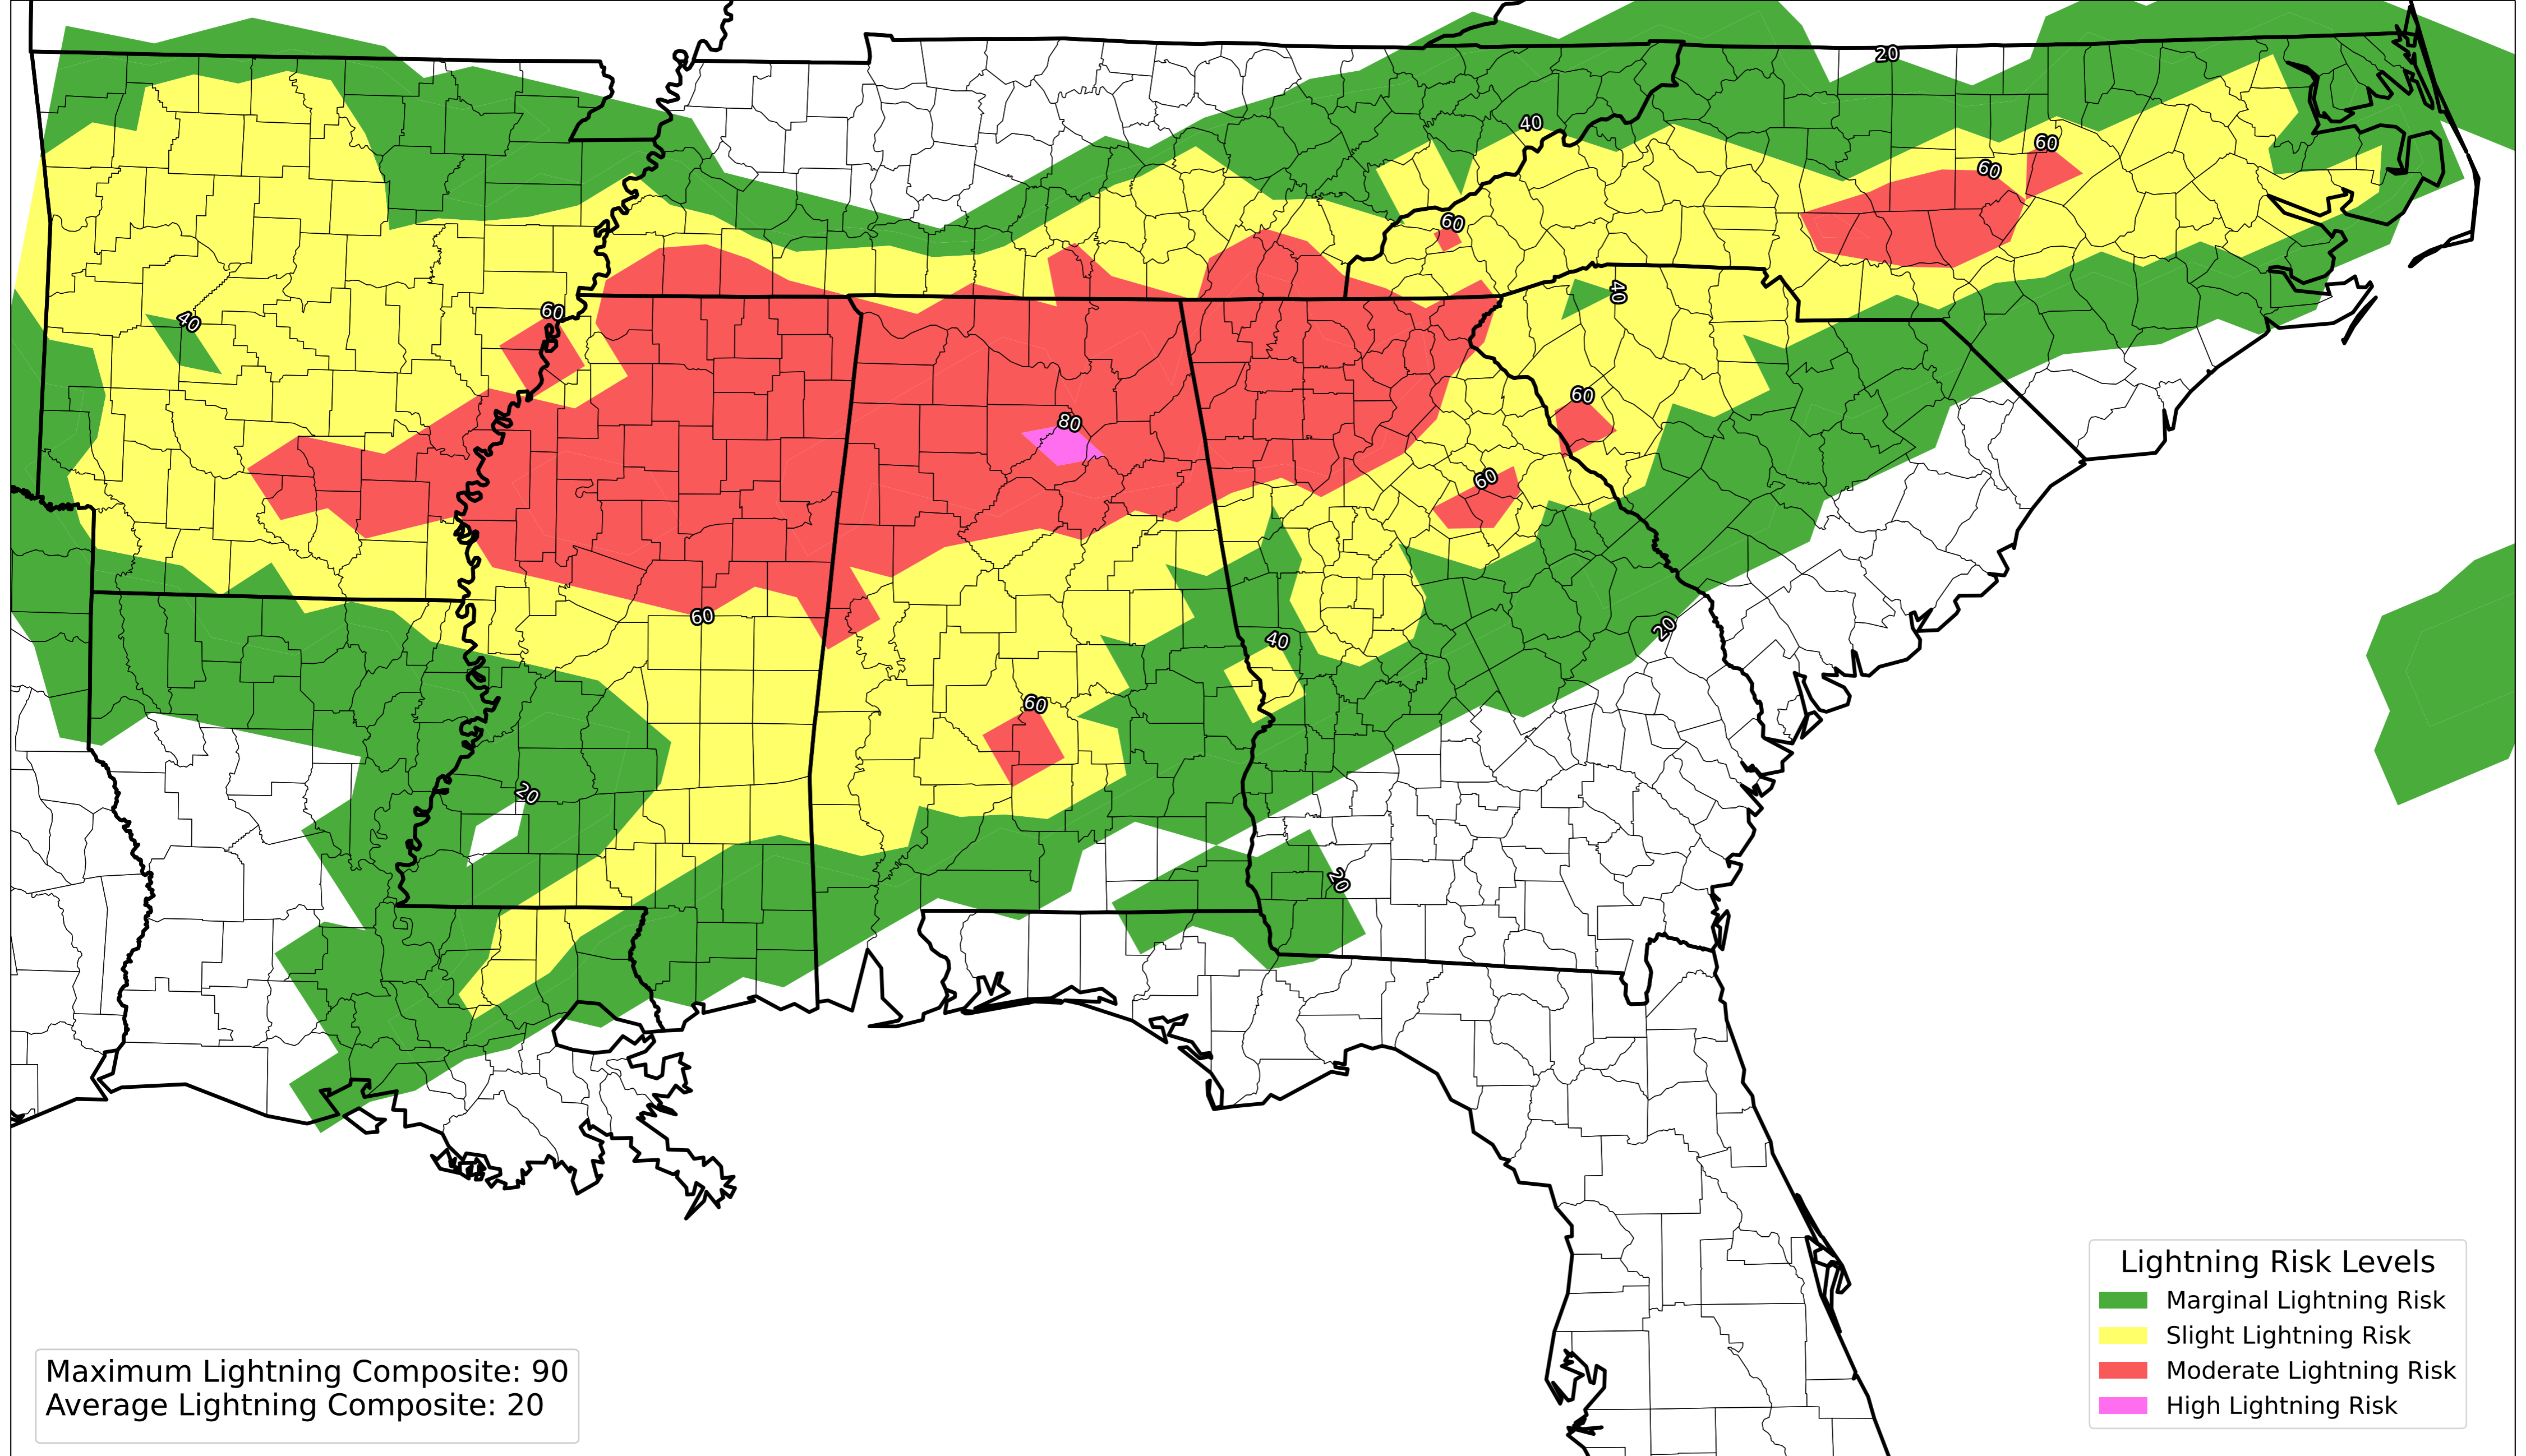 20
40
60
60
60
40
60
40
60
80
60
60
60
20
40
60
20
20
Lightning Risk Levels
Marginal Lightning Risk
Slight Lightning Risk
Moderate Lightning Risk
High Lightning Risk
Maximum Lightning Composite: 90
Average Lightning Composite: 20